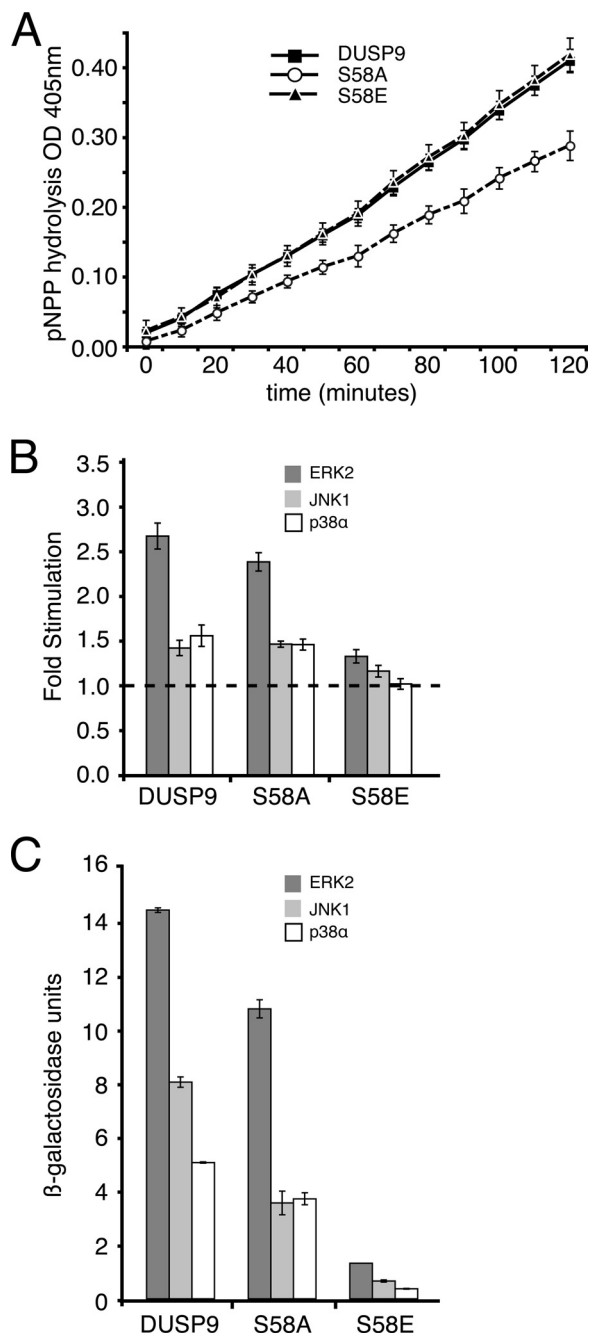 A
pNPP hydrolysis OD 405nm
0.40
0.30
0.20
0.10
0.00
DUSP9
S58A
S58E
0 20 40 60 80 100 120
time (minutes)
B
Fold Stimulation
3.5
3.0
2.5
2.0
1.5
1.0
0.5
0.0
ERK2
JNK1
p38α
DUSP9 S58A S58E
C
ß-galactosidase units
16
14
12
10
8
6
4
2
0
ERK2
JNK1
p38α
DUSP9 S58A S58E